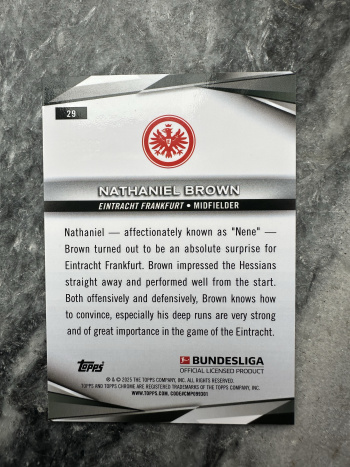 29
NATHANIEL BROWN
EINTRACHT FRANKFURT • MIDFIELDER
Nathaniel — affectionately known as "Nene" —
Brown turned out to be an absolute surprise for
Eintracht Frankfurt. Brown impressed the Hessians
straight away and performed well from the start.
Both offensively and defensively, Brown knows how
to convince, especially his deep runs are very strong
and of great importance in the game of the Eintracht.
Topps
BUNDESLIGA
OFFICIAL LICENSED PRODUCT
® & © 2025 THE TOPPS COMPANY, INC. ALL RIGHTS RESERVED.
TOPPS AND TOPPS CHROME ARE REGISTERED TRADEMARKS OF THE TOPPS COMPANY, INC.
WWW.TOPPS.COM. CODE#CMP099301